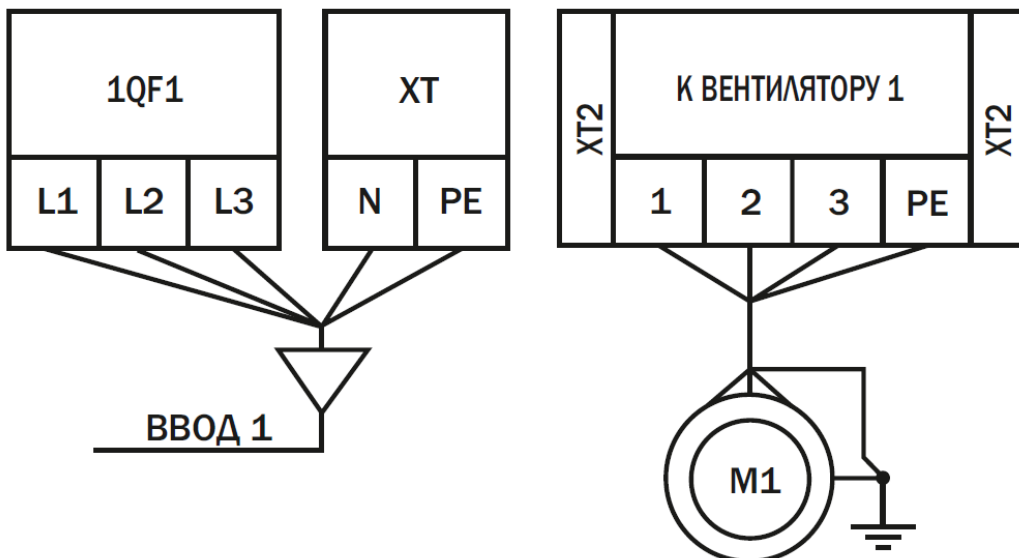 1QF1
XT
XT2
К ВЕНТИЛЯТОРУ 1
XT2
L1 L2 L3
N PE
1 2 3 PE
ВВОД 1
M1